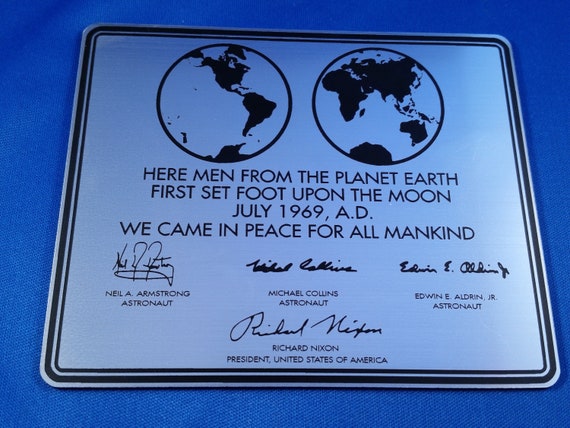 HERE MEN FROM THE PLANET EARTH
FIRST SET FOOT UPON THE MOON
JULY 1969, A.D.
WE CAME IN PEACE FOR ALL MANKIND
Neil A. Armstrong
Michael Collins
Edwin E. Aldrin Jr
NEIL A. ARMSTRONG
ASTRONAUT
MICHAEL COLLINS
ASTRONAUT
EDWIN E. ALDRIN, JR.
ASTRONAUT
Richard Nixon
RICHARD NIXON
PRESIDENT, UNITED STATES OF AMERICA